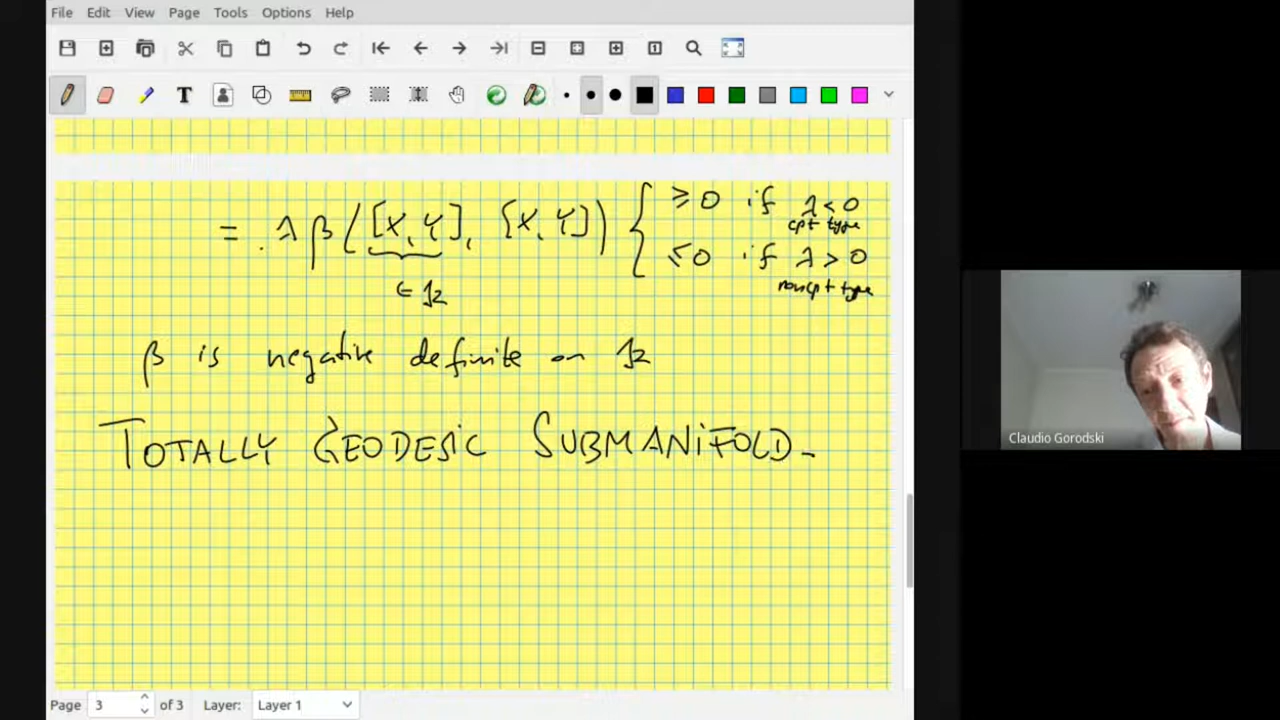 File Edit View Page Tools Options Help
= λ β ( [X, Y], [X, Y] ) { ≥ 0 if λ < 0
cpt type
≤ 0 if λ > 0
∈ k noncpt type
β is negative definite on k
TOTALLY GEODESIC SUBMANIFOLD.
Claudio Gorodski
Page 3 of 3 Layer: Layer 1